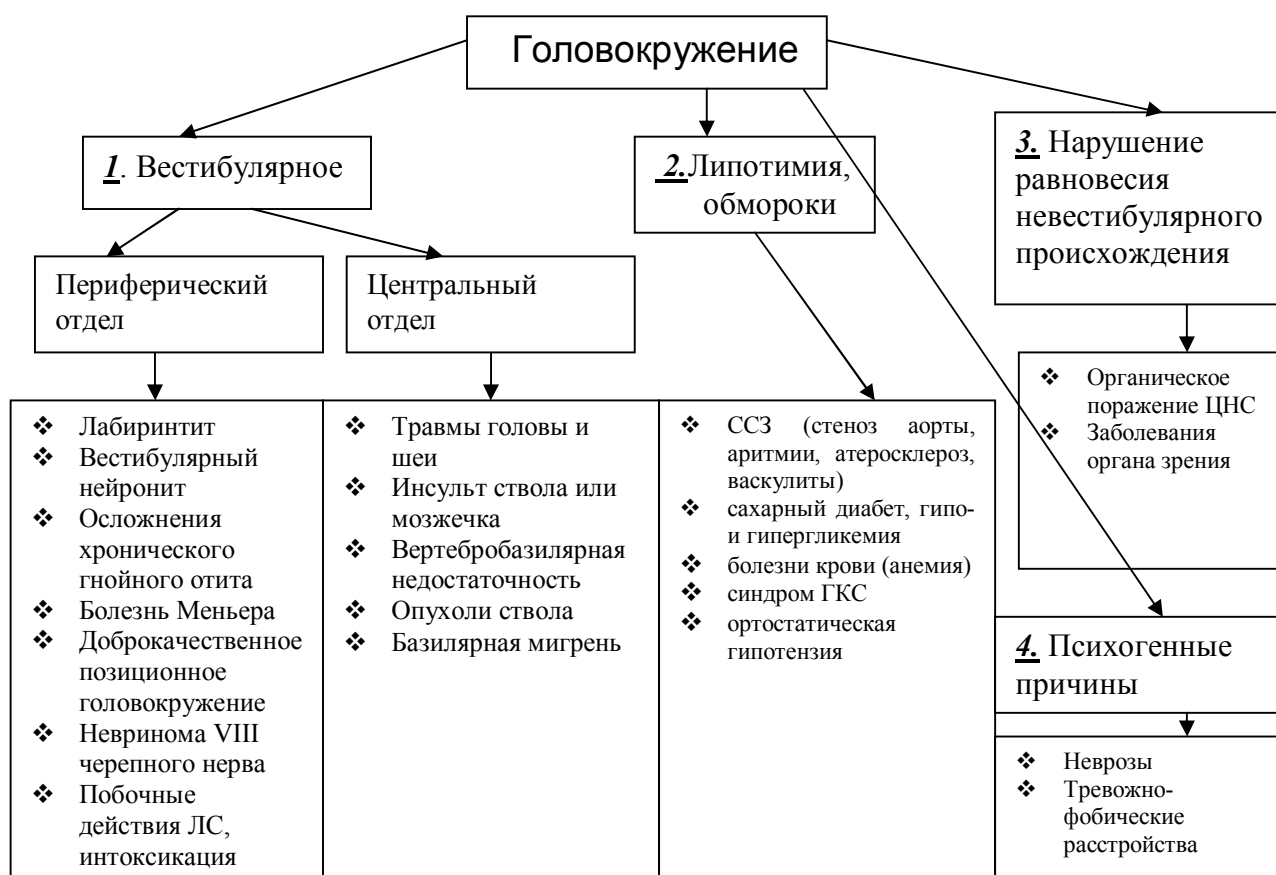 Головокружение
1. Вестибулярное
2.Липотимия,
обмороки
3. Нарушение
равновесия
невестибулярного
происхождения
Периферический
отдел
Центральный
отдел
❖ Лабиринтит
❖ Вестибулярный
нейронит
❖ Осложнения
хронического
гнойного отита
❖ Болезнь Меньера
❖ Доброкачественное
позиционное
головокружение
❖ Невринома VIII
черепного нерва
❖ Побочные
действия ЛС,
интоксикация
❖ Травмы головы и
шеи
❖ Инсульт ствола или
мозжечка
❖ Вертебробазилярная
недостаточность
❖ Опухоли ствола
❖ Базилярная мигрень
❖ ССЗ (стеноз аорты,
аритмии, атеросклероз,
васкулиты)
❖ сахарный диабет, гипо-
и гипергликемия
❖ болезни крови (анемия)
❖ синдром ГКС
❖ ортостатическая
гипотензия
❖ Органическое
поражение ЦНС
❖ Заболевания
органа зрения
4. Психогенные
причины
❖ Неврозы
❖ Тревожно-
фобические
расстройства